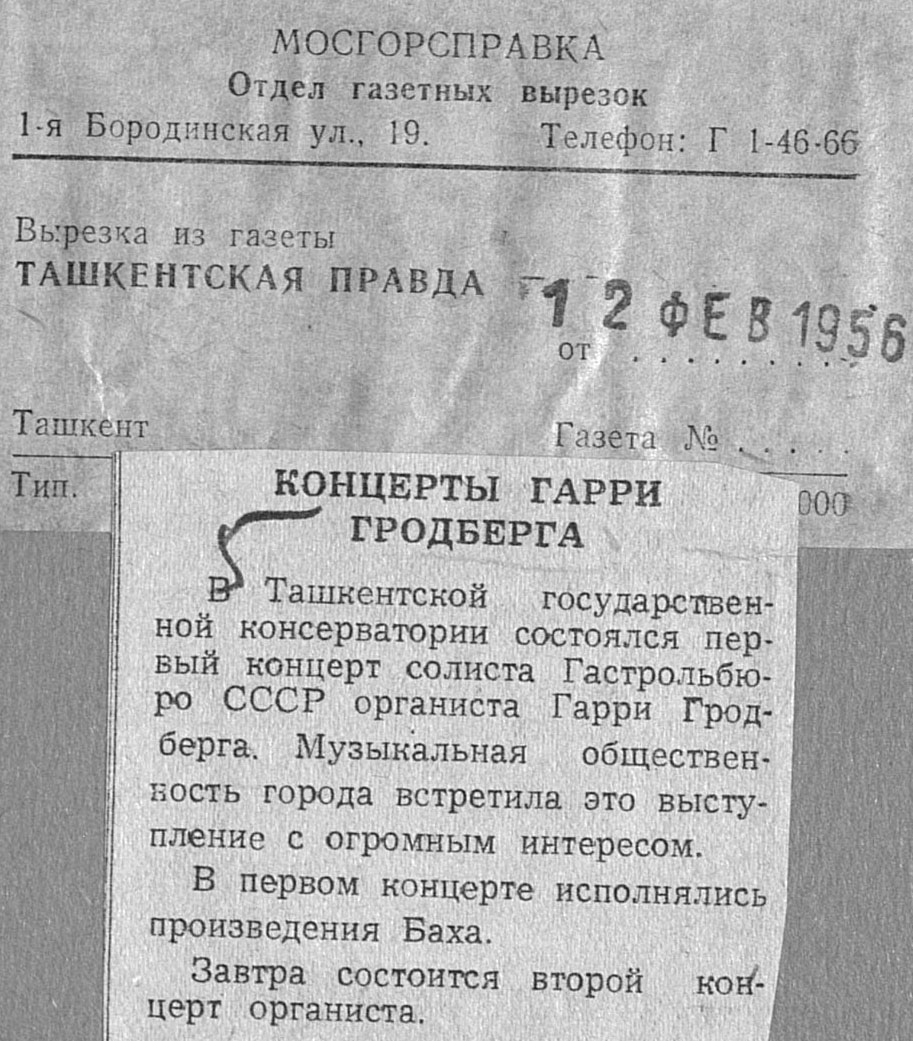 МОСГОРСПРАВКА
Отдел газетных вырезок
1-я Бородинская ул., 19. Телефон: Г 1-46-66
Вырезка из газеты
ТАШКЕНТСКАЯ ПРАВДА
12 ФЕВ 1956
от . . . . . . . . . .
Ташкент Газета № . . . . .
Тип. 000
КОНЦЕРТЫ ГАРРИ
ГРОДБЕРГА
В Ташкентской государствен-
ной консерватории состоялся пер-
вый концерт солиста Гастрольбю-
ро СССР органиста Гарри Грод-
берга. Музыкальная обществен-
ность города встретила это высту-
пление с огромным интересом.
В первом концерте исполнялись
произведения Баха.
Завтра состоится второй кон-
церт органиста.